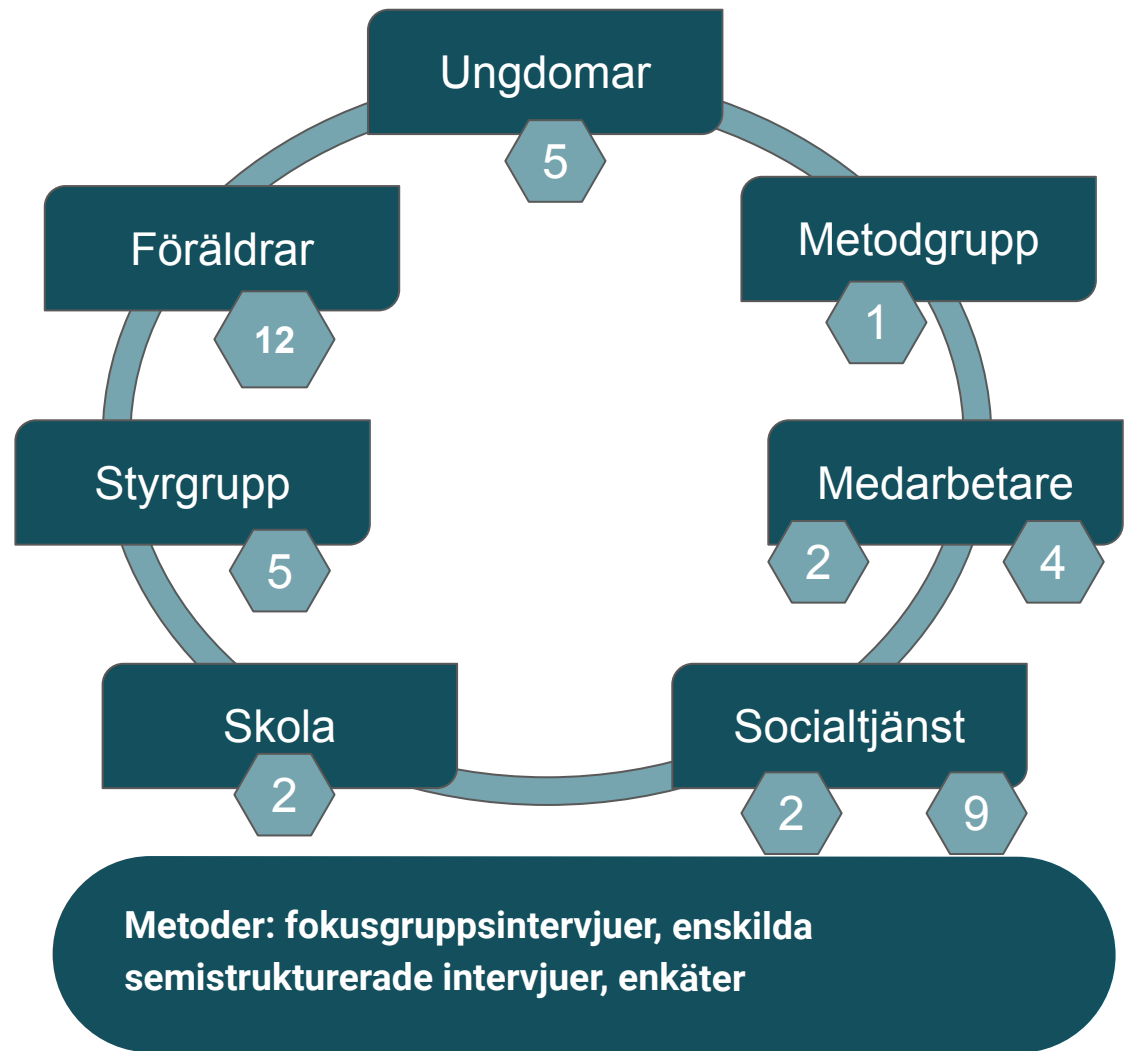 Ungdomar
5
Föräldrar
12
Metodgrupp
1
Styrgrupp
5
Medarbetare
2
4
Skola
2
Socialtjänst
2
9
Metoder: fokusgruppsintervjuer, enskilda
semistrukturerade intervjuer, enkäter